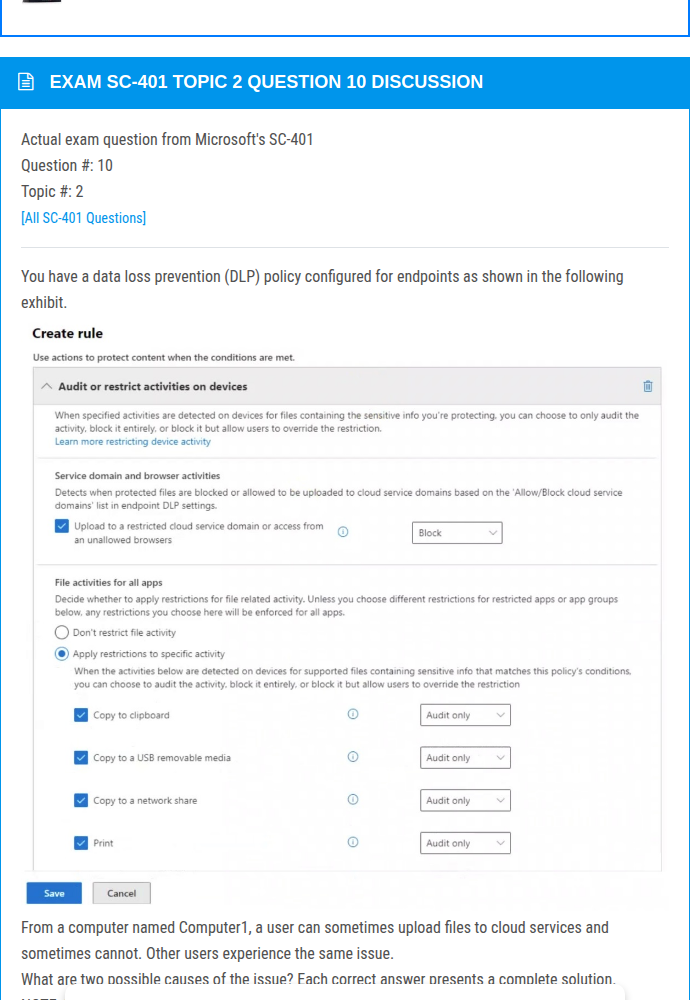 EXAM SC-401 TOPIC 2 QUESTION 10 DISCUSSION
Actual exam question from Microsoft's SC-401
Question #: 10
Topic #: 2
[All SC-401 Questions]
You have a data loss prevention (DLP) policy configured for endpoints as shown in the following
exhibit.
Create rule
Use actions to protect content when the conditions are met.
Audit or restrict activities on devices
When specified activities are detected on devices for files containing the sensitive info you're protecting, you can choose to only audit the
activity, block it entirely, or block it but allow users to override the restriction.
Learn more restricting device activity
Service domain and browser activities
Detects when protected files are blocked or allowed to be uploaded to cloud service domains based on the 'Allow/Block cloud service
domains' list in endpoint DLP settings.
Upload to a restricted cloud service domain or access from
an unallowed browsers
Block
File activities for all apps
Decide whether to apply restrictions for file related activity. Unless you choose different restrictions for restricted apps or app groups
below, any restrictions you choose here will be enforced for all apps.
Don't restrict file activity
Apply restrictions to specific activity
When the activities below are detected on devices for supported files containing sensitive info that matches this policy's conditions,
you can choose to audit the activity, block it entirely, or block it but allow users to override the restriction
Copy to clipboard Audit only
Copy to a USB removable media Audit only
Copy to a network share Audit only
Print Audit only
Save Cancel
From a computer named Computer1, a user can sometimes upload files to cloud services and
sometimes cannot. Other users experience the same issue.
What are two possible causes of the issue? Each correct answer presents a complete solution.